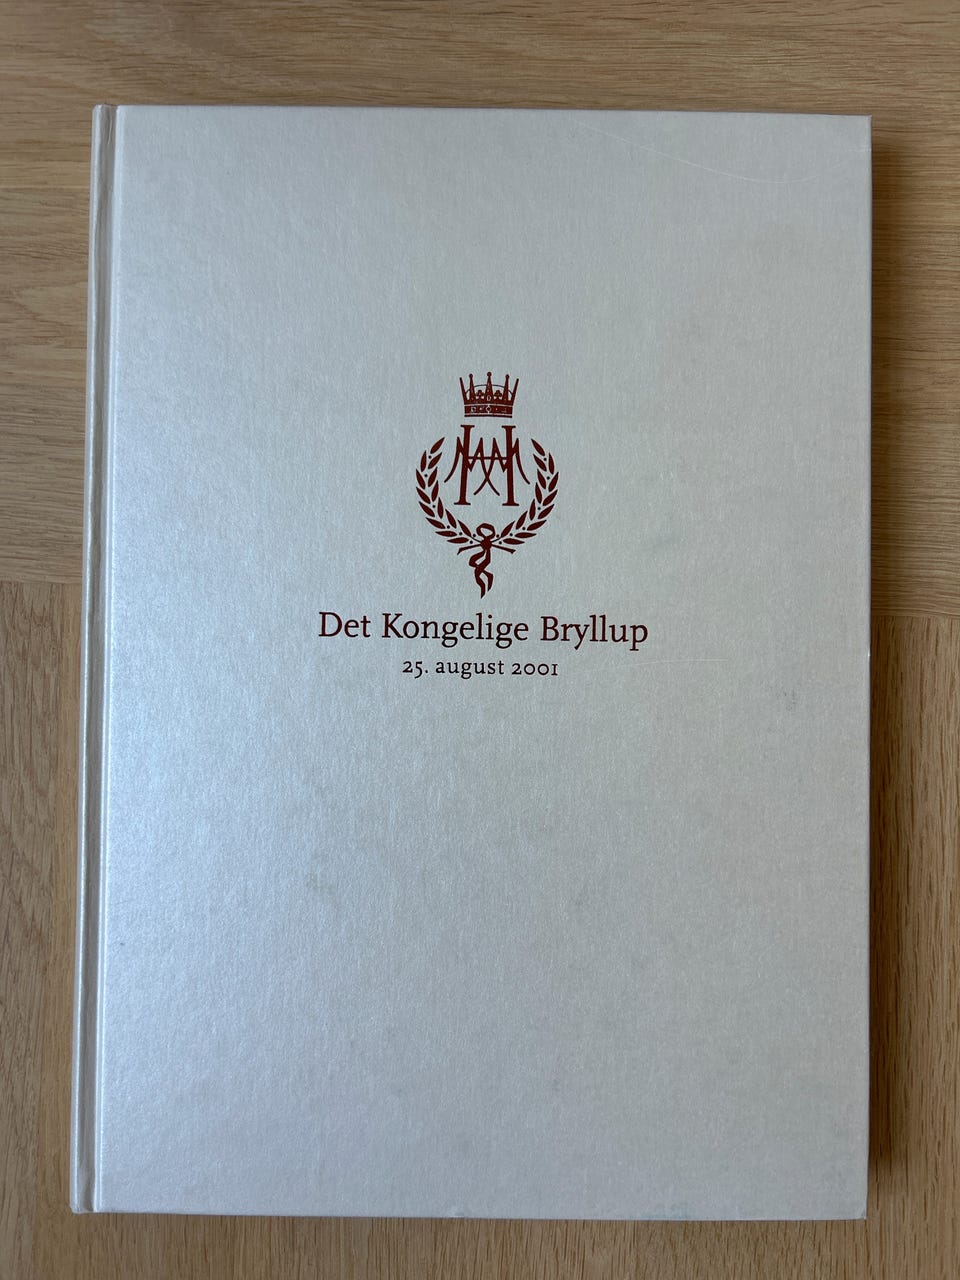 Det Kongelige Bryllup
25. august 2001